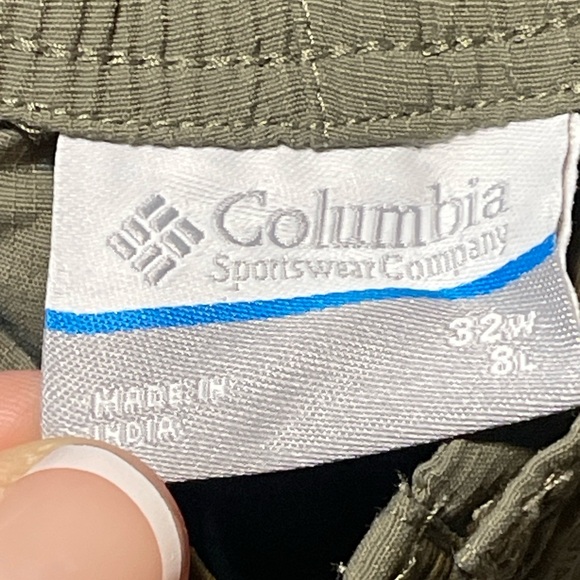 Columbia
Sportswear Company
32W
8L
MADE IN
INDIA